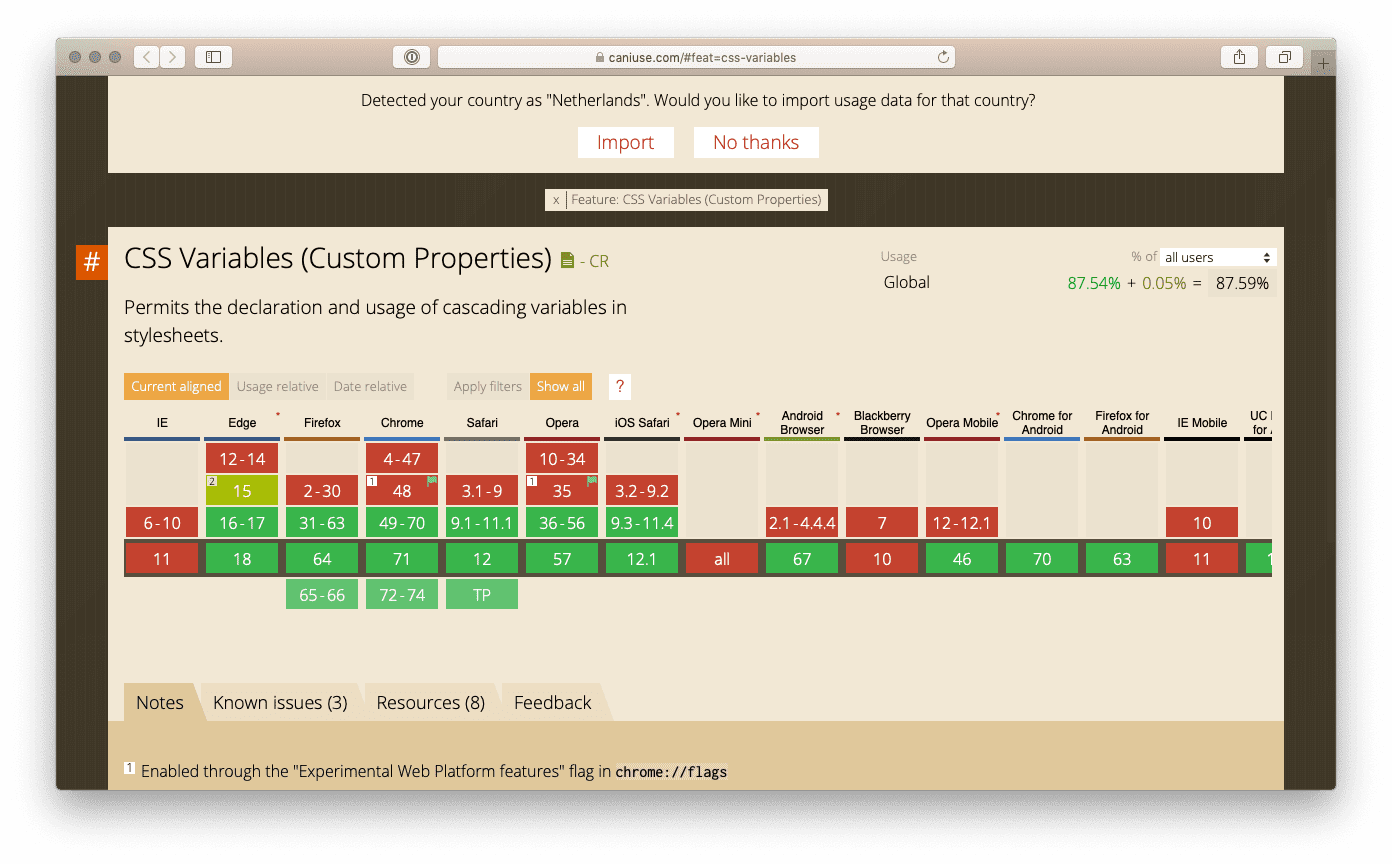 caniuse.com/#feat=css-variables
Detected your country as "Netherlands". Would you like to import usage data for that country?
Import No thanks
x Feature: CSS Variables (Custom Properties)
# CSS Variables (Custom Properties) - CR
Usage % of all users
Global 87.54% + 0.05% = 87.59%
Permits the declaration and usage of cascading variables in
stylesheets.
Current aligned Usage relative Date relative Apply filters Show all ?
IE Edge * Firefox Chrome Safari Opera iOS Safari * Opera Mini * Android Browser * Blackberry Browser Opera Mobile * Chrome for Android Firefox for Android IE Mobile UC for
12-14 4-47 10-34
2 15 2-30 1 48 3.1-9 1 35 3.2-9.2
6-10 16-17 31-63 49-70 9.1-11.1 36-56 9.3-11.4 2.1-4.4.4 7 12-12.1 10
11 18 64 71 12 57 12.1 all 67 10 46 70 63 11
65-66 72-74 TP
Notes Known issues (3) Resources (8) Feedback
1 Enabled through the "Experimental Web Platform features" flag in chrome://flags